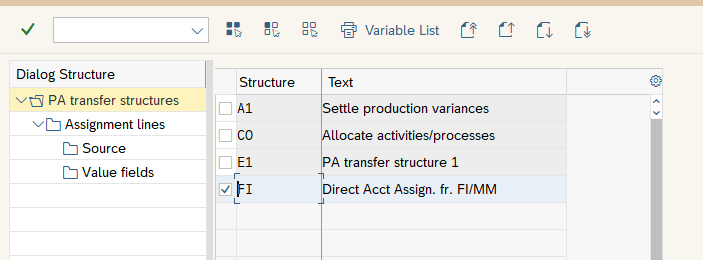 Variable List
Dialog Structure
PA transfer structures
Assignment lines
Source
Value fields
Structure Text
A1 Settle production variances
CO Allocate activities/processes
E1 PA transfer structure 1
FI Direct Acct Assign. fr. FI/MM